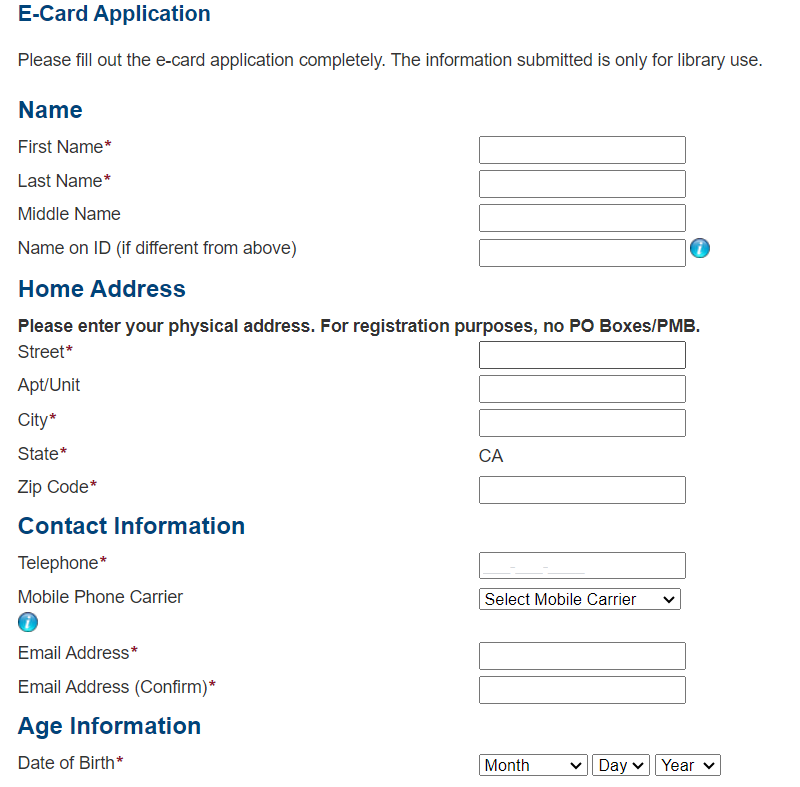 E-Card Application
Please fill out the e-card application completely. The information submitted is only for library use.
Name
First Name*
Last Name*
Middle Name
Name on ID (if different from above)
i
Home Address
Please enter your physical address. For registration purposes, no PO Boxes/PMB.
Street*
Apt/Unit
City*
State* CA
Zip Code*
Contact Information
Telephone* ___-___-____
Mobile Phone Carrier Select Mobile Carrier
i
Email Address*
Email Address (Confirm)*
Age Information
Date of Birth* Month Day Year